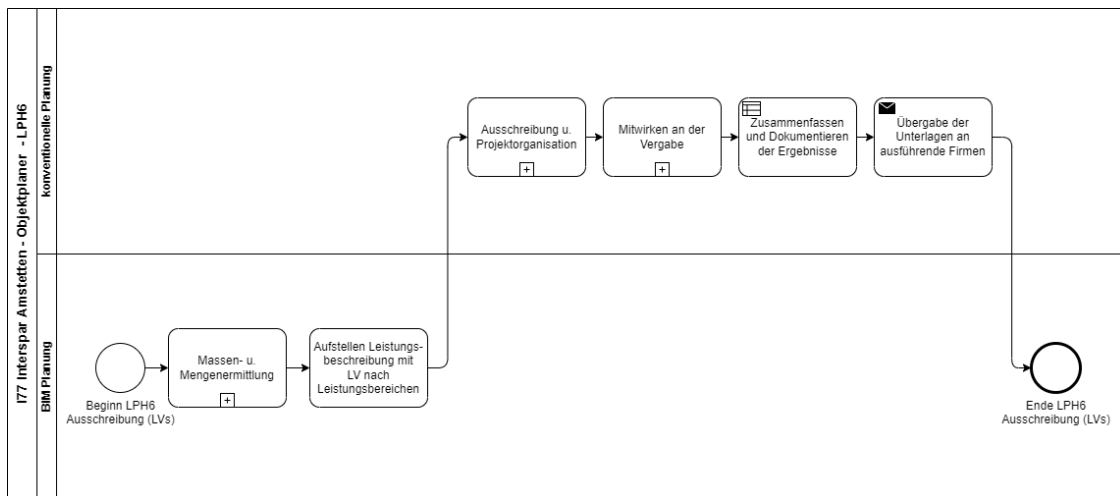 I77 Interspar Amstetten - Objektplaner - LPH6
konventionelle Planung
Ausschreibung u.
Projektorganisation
Mitwirken an der
Vergabe
Zusammenfassen
und Dokumentieren
der Ergebnisse
Übergabe der
Unterlagen an
ausführende Firmen
BIM Planung
Beginn LPH6
Ausschreibung (LVs)
Massen- u.
Mengenermittlung
Aufstellen Leistungs-
beschreibung mit
LV nach
Leistungsbereichen
Ende LPH6
Ausschreibung (LVs)